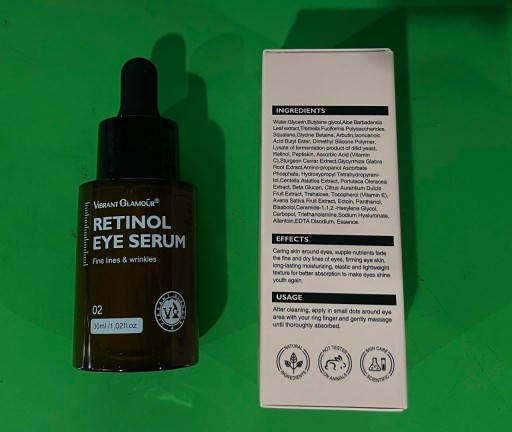 VIBRANT GLAMOUR®
RETINOL
EYE SERUM
Fine lines & wrinkles
02
30ml/1.02fl.oz
INGREDIENTS
Water,Glycerin,Butylene glycol,Aloe Barbadensis
Leaf extract,Tremella Fuciformis Polysaccharides,
Squalane,Glycine Betaine, Arbutin,Isononoic
Acid Butyl Ester, Dimethyl Silicone Polymer,
Lysate of fermentation product of difid yeast,
Retinol, Peptiskin, Ascorbic Acid (Vitamin
C),Sturgeon Caviar Extract,Glycyrrhiza Glabra
Root Extract,Amino-propanol Ascorbate
Phosphate, Hydroxypropyl Tetrahydropyrantriol,
Centella Asiatica Extract, Portulaca Oleracea
Extract, Beta Glucan, Citrus Aurantium Dulcio
Fruit Extract, Trehalose, Tocopherol (Vitamin E),
Avena Sativa Fruit Extract, Ectoin, Panthenol,
Bisabolol,Ceramide-1,1,2 -Hexylene Glycol,
Carbopol, Triethanolamine,Sodium Hyaluronate,
Allantoin,EDTA Disodium, Essence.
EFFECTS
Caring skin around eyes, supple nutrients fade
the fine and dry lines of eyes, firming eye skin,
long-lasting moisturizing, elastic and lightweight
texture for better absorption to make eyes shine
youth again.
USAGE
After cleaning, apply in small dots around eye
area with your ring finger and gently massage
until thoroughly absorbed.
NATURAL
INGREDIENTS
NOT TESTED
ON ANIMALS
SKIN CARE
SCIENTIFIC